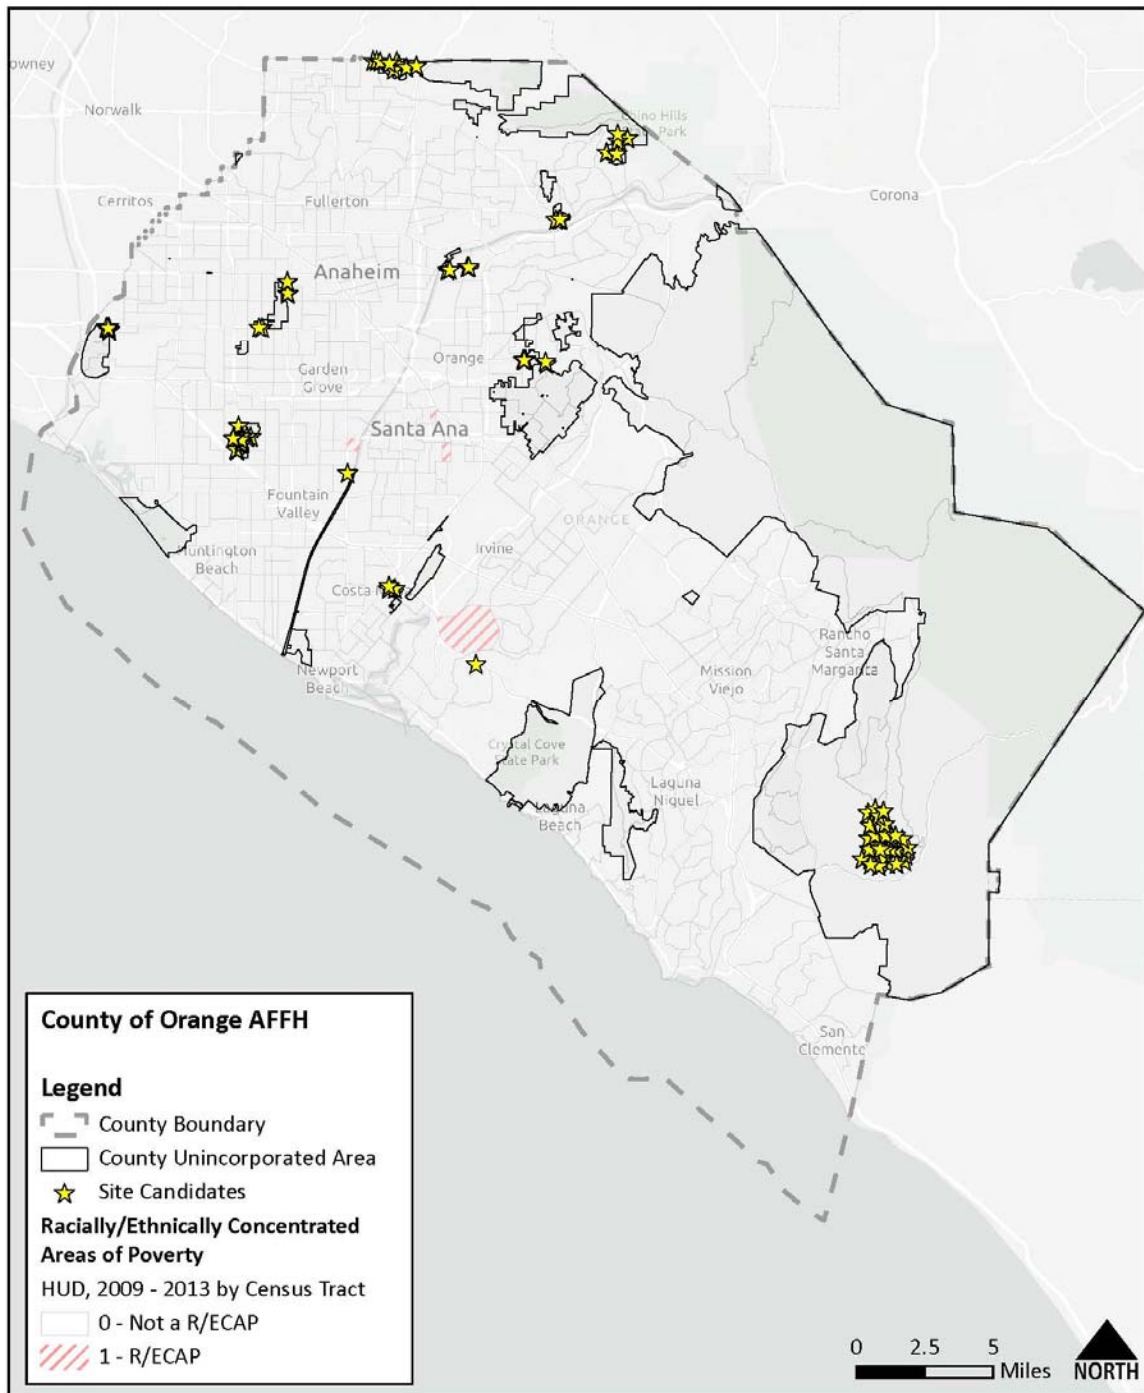 owney
Norwalk
Chino Hills
State Park
Cerritos
Fullerton
Corona
Anaheim
Orange
Garden
Grove
Santa Ana
Fountain
Valley
ORANGE
Huntington
Beach
Irvine
Costa
Rancho
Santa
Margarita
Mission
Viejo
Newport
Beach
Crystal Cove
State Park
Laguna
Niguel
Laguna
Beach
San
Clemente
County of Orange AFFH
Legend
County Boundary
County Unincorporated Area
Site Candidates
Racially/Ethnically Concentrated
Areas of Poverty
HUD, 2009 - 2013 by Census Tract
0 - Not a R/ECAP
1 - R/ECAP
0 2.5 5
Miles
NORTH